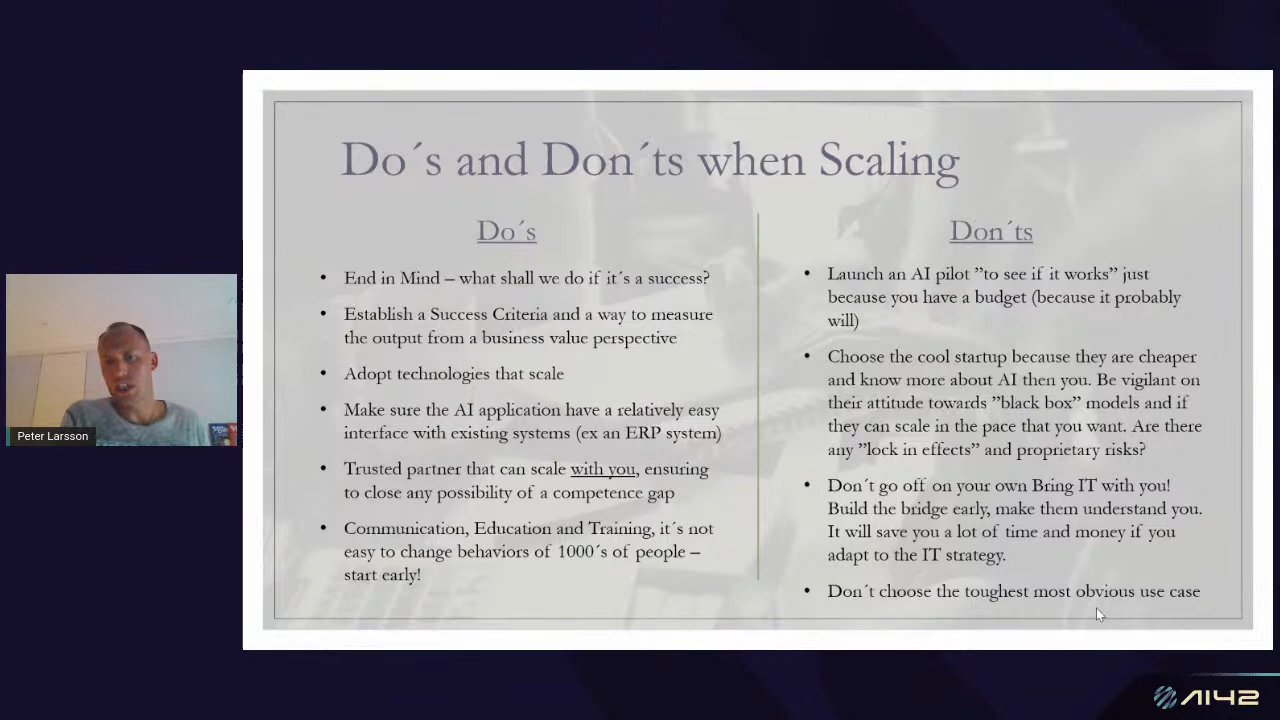 Do´s and Don´ts when Scaling
Do´s
• End in Mind – what shall we do if it´s a success?
• Establish a Success Criteria and a way to measure
the output from a business value perspective
• Adopt technologies that scale
• Make sure the AI application have a relatively easy
interface with existing systems (ex an ERP system)
• Trusted partner that can scale with you, ensuring
to close any possibility of a competence gap
• Communication, Education and Training, it´s not
easy to change behaviors of 1000´s of people –
start early!
Don´ts
• Launch an AI pilot ”to see if it works” just
because you have a budget (because it probably
will)
• Choose the cool startup because they are cheaper
and know more about AI then you. Be vigilant on
their attitude towards ”black box” models and if
they can scale in the pace that you want. Are there
any ”lock in effects” and proprietary risks?
• Don´t go off on your own Bring IT with you!
Build the bridge early, make them understand you.
It will save you a lot of time and money if you
adapt to the IT strategy.
• Don´t choose the toughest most obvious use case
Peter Larsson
AI42